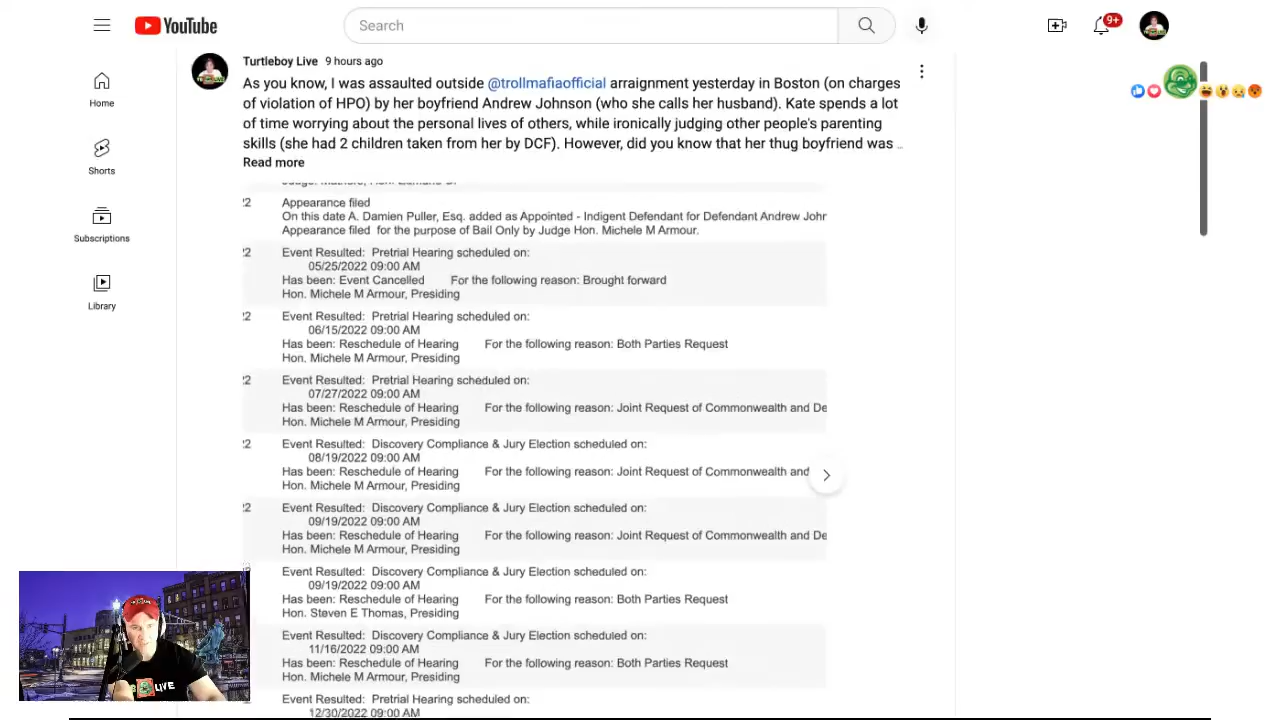 YouTube
Search
9+
Home
Shorts
Subscriptions
Library
Turtleboy Live 9 hours ago
As you know, I was assaulted outside @trollmafiaofficial arraignment yesterday in Boston (on charges
of violation of HPO) by her boyfriend Andrew Johnson (who she calls her husband). Kate spends a lot
of time worrying about the personal lives of others, while ironically judging other people's parenting
skills (she had 2 children taken from her by DCF). However, did you know that her thug boyfriend was ...
Read more
22 Appearance filed
On this date A. Damien Puller, Esq. added as Appointed - Indigent Defendant for Defendant Andrew John
Appearance filed for the purpose of Bail Only by Judge Hon. Michele M Armour.
22 Event Resulted: Pretrial Hearing scheduled on:
05/25/2022 09:00 AM
Has been: Event Cancelled For the following reason: Brought forward
Hon. Michele M Armour, Presiding
22 Event Resulted: Pretrial Hearing scheduled on:
06/15/2022 09:00 AM
Has been: Reschedule of Hearing For the following reason: Both Parties Request
Hon. Michele M Armour, Presiding
22 Event Resulted: Pretrial Hearing scheduled on:
07/27/2022 09:00 AM
Has been: Reschedule of Hearing For the following reason: Joint Request of Commonwealth and De
Hon. Michele M Armour, Presiding
22 Event Resulted: Discovery Compliance & Jury Election scheduled on:
08/19/2022 09:00 AM
Has been: Reschedule of Hearing For the following reason: Joint Request of Commonwealth and
Hon. Michele M Armour, Presiding
22 Event Resulted: Discovery Compliance & Jury Election scheduled on:
09/19/2022 09:00 AM
Has been: Reschedule of Hearing For the following reason: Joint Request of Commonwealth and De
Hon. Michele M Armour, Presiding
22 Event Resulted: Discovery Compliance & Jury Election scheduled on:
09/19/2022 09:00 AM
Has been: Reschedule of Hearing For the following reason: Both Parties Request
Hon. Steven E Thomas, Presiding
Event Resulted: Discovery Compliance & Jury Election scheduled on:
11/16/2022 09:00 AM
Has been: Reschedule of Hearing For the following reason: Both Parties Request
Hon. Michele M Armour, Presiding
Event Resulted: Pretrial Hearing scheduled on:
12/30/2022 09:00 AM
LIVE